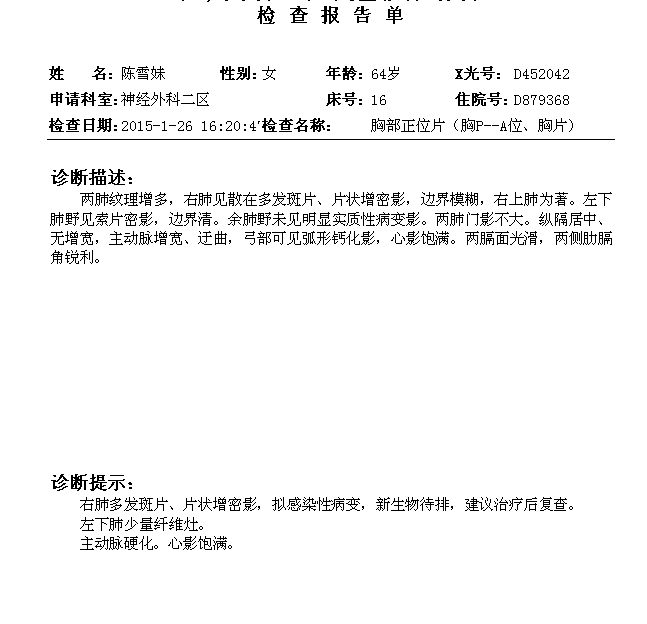 检查报告单
姓 名：陈雪妹 性别：女 年龄：64岁 X光号：D452042
申请科室：神经外科二区 床号：16 住院号：D879368
检查日期：2015-1-26 16:20:4'检查名称： 胸部正位片（胸P--A位、胸片）
诊断描述：
两肺纹理增多，右肺见散在多发斑片、片状增密影，边界模糊，右上肺为著。左下
肺野见索片密影，边界清。余肺野未见明显实质性病变影。两肺门影不大。纵隔居中、
无增宽，主动脉增宽、迂曲，弓部可见弧形钙化影，心影饱满。两膈面光滑，两侧肋膈
角锐利。
诊断提示：
右肺多发斑片、片状增密影，拟感染性病变，新生物待排，建议治疗后复查。
左下肺少量纤维灶。
主动脉硬化。心影饱满。